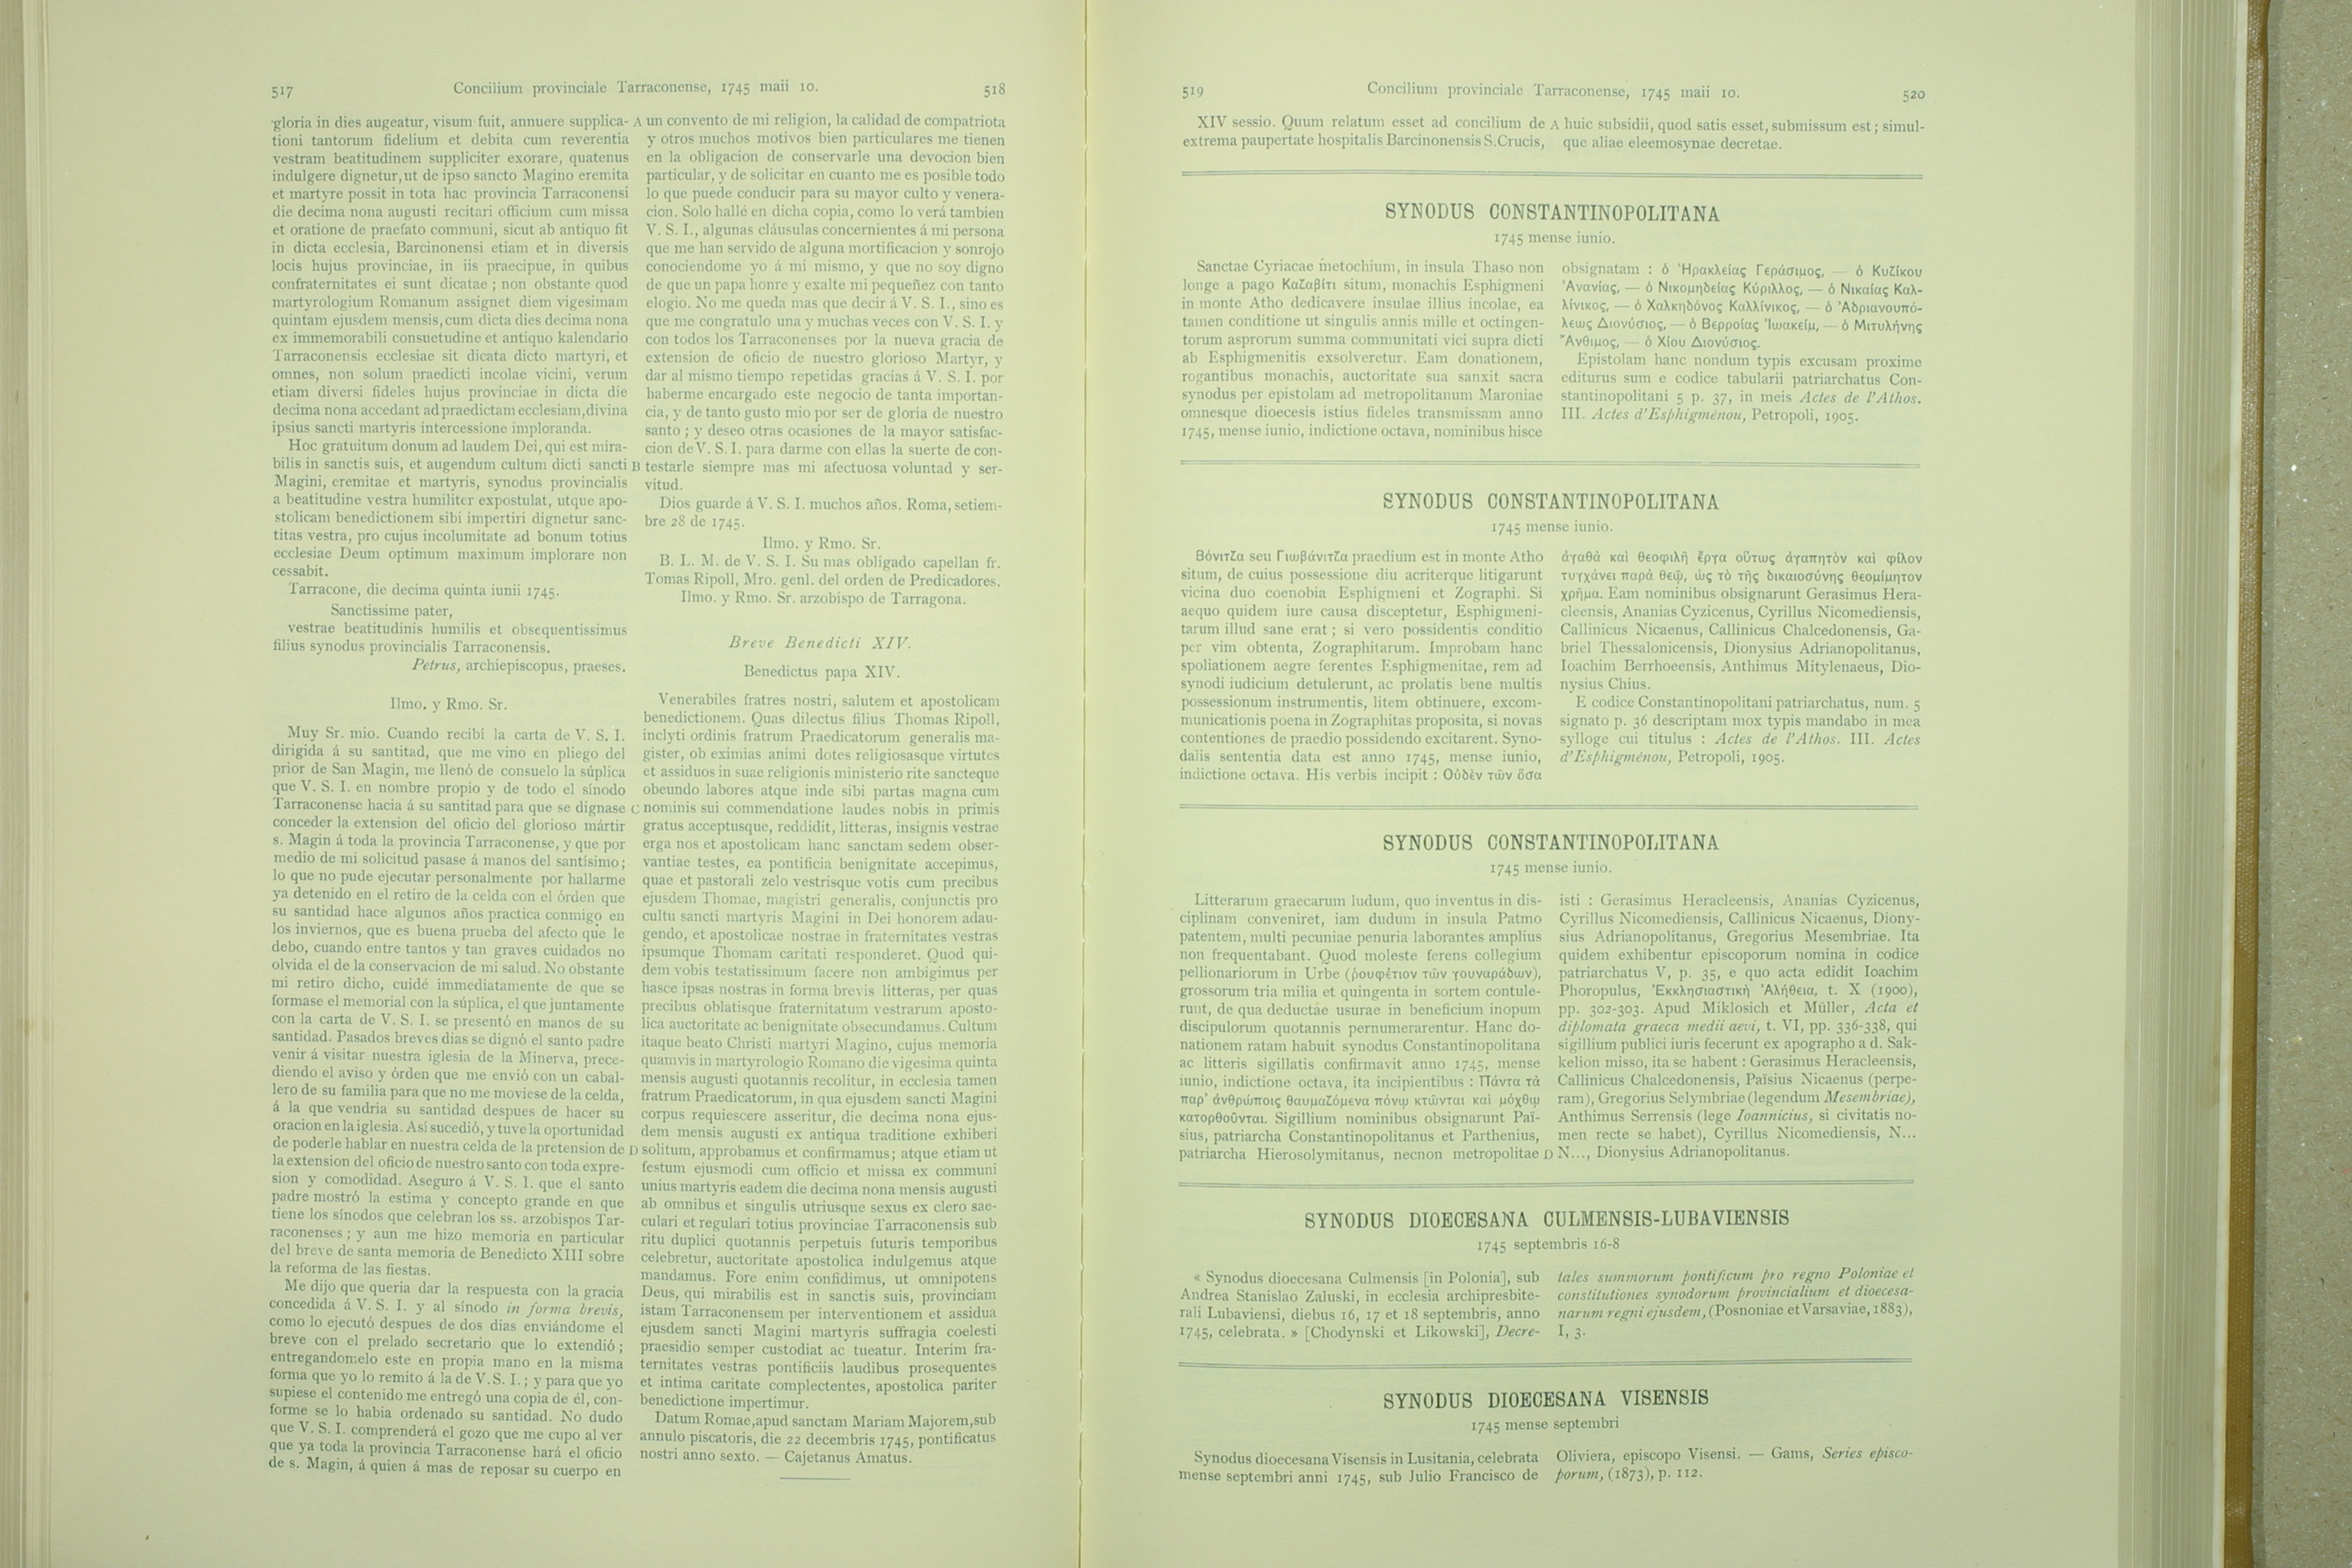 517
Concilium provinciale Tarraconense, 1745 maii 10.
518
gloria in dies augeatur, visum fuit, annuere supplica-
tioni tantorum fidelium et debita cum reverentia
vestram beatitudinem suppliciter exorare, quatenus
indulgere dignetur, ut de ipso sancto Magino eremita
et martyre possit in tota hac provincia Tarraconensi
die decima nona augusti recitari officium cum missa
et oratione de praefato communi, sicut ab antiquo fit
in dicta ecclesia, Barcinonensi etiam et in diversis
locis hujus provinciae, in iis praecipue, in quibus
confraternitates ei sunt dicatae ; non obstante quod
martyrologium Romanum assignet diem vigesimam
quintam ejusdem mensis, cum dicta dies decima nona
ex immemorabili consuetudine et antiquo kalendario
Tarraconensis ecclesiae sit dicata dicto martyri, et
omnes, non solum praedicti incolae vicini, verum
etiam diversi fideles hujus provinciae in dicta die
decima nona accedant ad praedictam ecclesiam, divina
ipsius sancti martyris intercessione imploranda.
Hoc gratuitum donum ad laudem Dei, qui est mira-
bilis in sanctis suis, et augendum cultum dicti sancti
Magini, eremitae et martyris, synodus provincialis
a beatitudine vestra humiliter expostulat, utque apo-
stolicam benedictionem sibi impertiri dignetur sanc-
titas vestra, pro cujus incolumitate ad bonum totius
ecclesiae Deum optimum maximum implorare non
cessabit.
Tarracone, die decima quinta iunii 1745.
Sanctissime pater,
vestrae beatitudinis humilis et obsequentissimus
filius synodus provincialis Tarraconensis.
Petrus, archiepiscopus, praeses.
Ilmo. y Rmo. Sr.
Muy Sr. mio. Cuando recibí la carta de V. S. I.
dirigida á su santitad, que me vino en pliego del
prior de San Magin, me llenó de consuelo la súplica
que V. S. I. en nombre propio y de todo el sínodo
Tarraconense hacia á su santidad para que se dignase
conceder la extension del oficio del glorioso mártir
s. Magin á toda la provincia Tarraconense, y que por
medio de mi solicitud pasase á manos del santísimo ;
lo que no pude ejecutar personalmente por hallarme
ya detenido en el retiro de la celda con el órden que
su santidad hace algunos años practica conmigo en
los inviernos, que es buena prueba del afecto que le
debo, cuando entre tantos y tan graves cuidados no
olvida el de la conservacion de mi salud. No obstante
mi retiro dicho, cuidé immediatamente de que se
formase el memorial con la súplica, el que juntamente
con la carta de V. S. I. se presentó en manos de su
santidad. Pasados breves dias se dignó el santo padre
venir á visitar nuestra iglesia de la Minerva, prece-
diendo el aviso y órden que me envió con un cabal-
lero de su familia para que no me moviese de la celda,
á la que vendria su santidad despues de hacer su
oracion en la iglesia. Así sucedió, y tuve la oportunidad
de poderle hablar en nuestra celda de la pretension de
la extension del oficio de nuestro santo con toda expre-
sion y comodidad. Aseguro á V. S. I. que el santo
padre mostró la estima y concepto grande en que
tiene los sínodos que celebran los ss. arzobispos Tar-
raconenses ; y aun me hizo memoria en particular
del breve de santa memoria de Benedicto XIII sobre
la reforma de las fiestas.
Me dijo que queria dar la respuesta con la gracia
concedida á V. S. I. y al sínodo in forma brevis,
como lo ejecutó despues de dos dias enviándome el
breve con el prelado secretario que lo extendió ;
entregandomelo este en propia mano en la misma
forma que yo lo remito á la de V. S. I. ; y para que yo
supiese el contenido me entregó una copia de él, con-
forme se lo habia ordenado su santidad. No dudo
que V. S. I. comprenderá el gozo que me cupo al ver
que ya toda la provincia Tarraconense hará el oficio
de s. Magin, á quien á mas de reposar su cuerpo en
A un convento de mi religion, la calidad de compatriota
y otros muchos motivos bien particulares me tienen
en la obligacion de conservarle una devocion bien
particular, y de solicitar en cuanto me es posible todo
lo que puede conducir para su mayor culto y venera-
cion. Solo hallé en dicha copia, como lo verá tambien
V. S. I., algunas cláusulas concernientes á mi persona
que me han servido de alguna mortificacion y sonrojo
conociendome yo á mi mismo, y que no soy digno
de que un papa honre y exalte mi pequeñez con tanto
elogio. No me queda mas que decir á V. S. I., sino es
que me congratulo una y muchas veces con V. S. I. y
con todos los Tarraconenses por la nueva gracia de
extension de oficio de nuestro glorioso Martyr, y
dar al mismo tiempo repetidas gracias á V. S. I. por
haberme encargado este negocio de tanta importan-
cia, y de tanto gusto mio por ser de gloria de nuestro
santo ; y deseo otras ocasiones de la mayor satisfac-
cion de V. S. I. para darme con ellas la suerte de con-
B testarle siempre mas mi afectuosa voluntad y ser-
vitud.
Dios guarde á V. S. I. muchos años. Roma, setiem-
bre 28 de 1745.
Ilmo. y Rmo. Sr.
B. L. M. de V. S. I. Su mas obligado capellan fr.
Tomas Ripoll, Mro. genl. del orden de Predicadores.
Ilmo. y Rmo. Sr. arzobispo de Tarragona.
Breve Benedicti XIV.
Benedictus papa XIV.
Venerabiles fratres nostri, salutem et apostolicam
benedictionem. Quas dilectus filius Thomas Ripoll,
inclyti ordinis fratrum Praedicatorum generalis ma-
gister, ob eximias animi dotes religiosasque virtutes
et assiduos in suae religionis ministerio rite sancteque
obeundo labores atque inde sibi partas magna cum
C nominis sui commendatione laudes nobis in primis
gratus acceptusque, reddidit, litteras, insignis vestrae
erga nos et apostolicam hanc sanctam sedem obser-
vantiae testes, ea pontificia benignitate accepimus,
quae et pastorali zelo vestrisque votis cum precibus
ejusdem Thomae, magistri generalis, conjunctis pro
cultu sancti martyris Magini in Dei honorem adau-
gendo, et apostolicae nostrae in fraternitates vestras
ipsumque Thomam caritati responderet. Quod qui-
dem vobis testatissimum facere non ambigimus per
hasce ipsas nostras in forma brevis litteras, per quas
precibus oblatisque fraternitatum vestrarum aposto-
lica auctoritate ac benignitate obsecundamus. Cultum
itaque beato Christi martyri Magino, cujus memoria
quamvis in martyrologio Romano die vigesima quinta
mensis augusti quotannis recolitur, in ecclesia tamen
fratrum Praedicatorum, in qua ejusdem sancti Magini
corpus requiescere asseritur, die decima nona ejus-
dem mensis augusti ex antiqua traditione exhiberi
D solitum, approbamus et confirmamus ; atque etiam ut
festum ejusmodi cum officio et missa ex communi
unius martyris eadem die decima nona mensis augusti
ab omnibus et singulis utriusque sexus ex clero sae-
culari et regulari totius provinciae Tarraconensis sub
ritu duplici quotannis perpetuis futuris temporibus
celebretur, auctoritate apostolica indulgemus atque
mandamus. Fore enim confidimus, ut omnipotens
Deus, qui mirabilis est in sanctis suis, provinciam
istam Tarraconensem per interventionem et assidua
ejusdem sancti Magini martyris suffragia coelesti
praesidio semper custodiat ac tueatur. Interim fra-
ternitates vestras pontificiis laudibus prosequentes
et intima caritate complectentes, apostolica pariter
benedictione impertimur.
Datum Romae, apud sanctam Mariam Majorem, sub
annulo piscatoris, die 22 decembris 1745, pontificatus
nostri anno sexto. — Cajetanus Amatus.
519
Concilium provinciale Tarraconense, 1745 maii 10.
520
XIV sessio. Quum relatum esset ad concilium de
extrema paupertate hospitalis Barcinonensis S. Crucis,
A huic subsidii, quod satis esset, submissum est ; simul-
que aliae eleemosynae decretae.
SYNODUS CONSTANTINOPOLITANA
1745 mense iunio.
Sanctae Cyriacae metochium, in insula Thaso non
longe a pago Καζαβίτι situm, monachis Esphigmeni
in monte Atho dedicavere insulae illius incolae, ea
tamen conditione ut singulis annis mille et octingen-
torum asprorum summa communitati vici supra dicti
ab Esphigmenitis exsolveretur. Eam donationem,
rogantibus monachis, auctoritate sua sanxit sacra
synodus per epistolam ad metropolitanum Maroniae
omnesque dioecesis istius fideles transmissam anno
1745, mense iunio, indictione octava, nominibus hisce
obsignatam : ὁ Ἡρακλείας Γεράσιμος, — ὁ Κυζίκου
Ἀνανίας, — ὁ Νικομηδείας Κύριλλος, — ὁ Νικαίας Καλ-
λίνικος, — ὁ Χαλκηδόνος Καλλίνικος, — ὁ Ἀδριανουπό-
λεως Διονύσιος, — ὁ Βερροίας Ἰωακείμ, — ὁ Μιτυλήνης
Ἄνθιμος, — ὁ Χίου Διονύσιος.
Epistolam hanc nondum typis excusam proxime
editurus sum e codice tabularii patriarchatus Con-
stantinopolitani 5 p. 37, in meis Actes de l'Athos.
III. Actes d'Esphigménou, Petropoli, 1905.
SYNODUS CONSTANTINOPOLITANA
1745 mense iunio.
Βόνιτζα seu Γιωβάνιτζα praedium est in monte Atho
situm, de cuius possessione diu acriterque litigarunt
vicina duo coenobia Esphigmeni et Zographi. Si
aequo quidem iure causa disceptetur, Esphigmeni-
tarum illud sane erat ; si vero possidentis conditio
per vim obtenta, Zographitarum. Improbam hanc
spoliationem aegre ferentes Esphigmenitae, rem ad
synodi iudicium detulerunt, ac prolatis bene multis
possessionum instrumentis, litem obtinuere, excom-
municationis poena in Zographitas proposita, si novas
contentiones de praedio possidendo excitarent. Syno-
dalis sententia data est anno 1745, mense iunio,
indictione octava. His verbis incipit : Οὐδὲν τῶν ὅσα
ἀγαθὰ καὶ θεοφιλῆ ἔργα οὕτως ἀγαπητὸν καὶ φίλον
τυγχάνει παρὰ θεῷ, ὡς τὸ τῆς δικαιοσύνης θεομίμητον
χρῆμα. Eam nominibus obsignarunt Gerasimus Hera-
cleensis, Ananias Cyzicenus, Cyrillus Nicomediensis,
Callinicus Nicaenus, Callinicus Chalcedonensis, Ga-
briel Thessalonicensis, Dionysius Adrianopolitanus,
Ioachim Berrhoeensis, Anthimus Mitylenaeus, Dio-
nysius Chius.
E codice Constantinopolitani patriarchatus, num. 5
signato p. 36 descriptam mox typis mandabo in mea
sylloge cui titulus : Actes de l'Athos. III. Actes
d'Esphigménou, Petropoli, 1905.
SYNODUS CONSTANTINOPOLITANA
1745 mense iunio.
Litterarum graecarum ludum, quo inventus in dis-
ciplinam conveniret, iam dudum in insula Patmo
patentem, multi pecuniae penuria laborantes amplius
non frequentabant. Quod moleste ferens collegium
pellionariorum in Urbe (ῥουφέτιον τῶν γουναράδων),
grossorum tria milia et quingenta in sortem contule-
runt, de qua deductae usurae in beneficium inopum
discipulorum quotannis pernumerarentur. Hanc do-
nationem ratam habuit synodus Constantinopolitana
ac litteris sigillatis confirmavit anno 1745, mense
iunio, indictione octava, ita incipientibus : Πάντα τὰ
παρ' ἀνθρώποις θαυμαζόμενα πόνῳ κτῶνται καὶ μόχθῳ
κατορθοῦνται. Sigillium nominibus obsignarunt Paï-
sius, patriarcha Constantinopolitanus et Parthenius,
patriarcha Hierosolymitanus, necnon metropolitae
isti : Gerasimus Heracleensis, Ananias Cyzicenus,
Cyrillus Nicomediensis, Callinicus Nicaenus, Diony-
sius Adrianopolitanus, Gregorius Mesembriae. Ita
quidem exhibentur episcoporum nomina in codice
patriarchatus V, p. 35, e quo acta edidit Ioachim
Phoropulus, Ἐκκλησιαστικὴ Ἀλήθεια, t. X (1900),
pp. 302-303. Apud Miklosich et Müller, Acta et
diplomata graeca medii aevi, t. VI, pp. 336-338, qui
sigillium publici iuris fecerunt ex apographo a d. Sak-
kelion misso, ita se habent : Gerasimus Heracleensis,
Callinicus Chalcedonensis, Païsius Nicaenus (perpe-
ram), Gregorius Selymbriae (legendum Mesembriae),
Anthimus Serrensis (lege Ioannicius, si civitatis no-
men recte se habet), Cyrillus Nicomediensis, N...
D N..., Dionysius Adrianopolitanus.
SYNODUS DIOECESANA CULMENSIS-LUBAVIENSIS
1745 septembris 16-8
« Synodus dioecesana Culmensis [in Polonia], sub
Andrea Stanislao Zaluski, in ecclesia archipresbite-
rali Lubaviensi, diebus 16, 17 et 18 septembris, anno
1745, celebrata. » [Chodynski et Likowski], Decre-
tales summorum pontificum pro regno Poloniae et
constitutiones synodorum provincialium et dioecesa-
narum regni ejusdem, (Posnoniae et Varsaviae, 1883),
I, 3.
SYNODUS DIOECESANA VISENSIS
1745 mense septembri
Synodus dioecesana Visensis in Lusitania, celebrata
mense septembri anni 1745, sub Julio Francisco de
Oliviera, episcopo Visensi. — Gams, Series episco-
porum, (1873), p. 112.